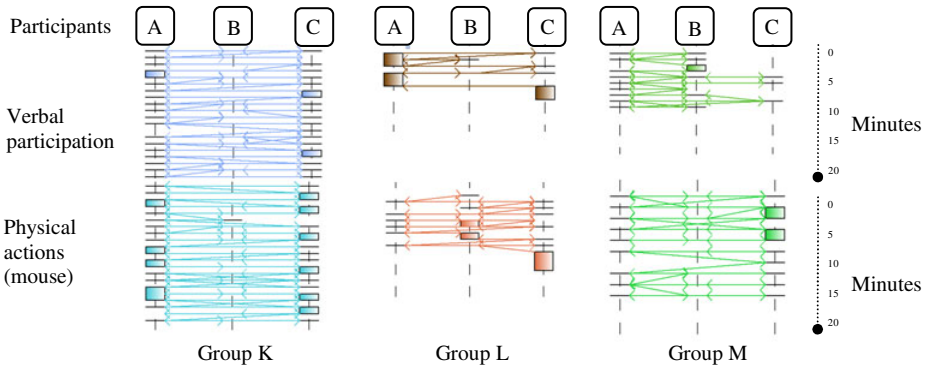 Participants A B C A B C A B C
0
5
10
15
20
Verbal
participation
Minutes
0
5
10
15
20
Physical
actions
(mouse)
Minutes
Group K Group L Group M